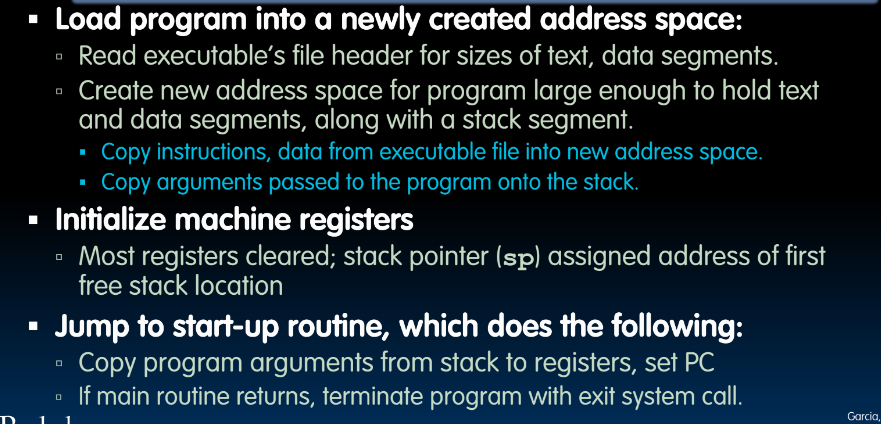 ▪ Load program into a newly created address space:
▫ Read executable’s file header for sizes of text, data segments.
▫ Create new address space for program large enough to hold text
and data segments, along with a stack segment.
▪ Copy instructions, data from executable file into new address space.
▪ Copy arguments passed to the program onto the stack.
▪ Initialize machine registers
▫ Most registers cleared; stack pointer (sp) assigned address of first
free stack location
▪ Jump to start-up routine, which does the following:
▫ Copy program arguments from stack to registers, set PC
▫ If main routine returns, terminate program with exit system call.
Garcia,